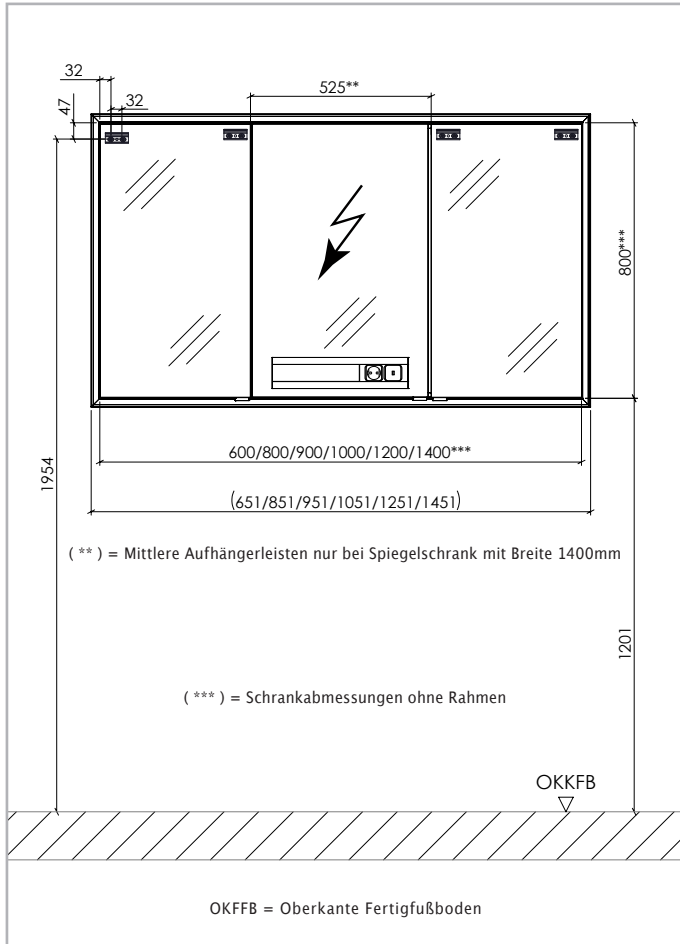 32
525**
32
47
800***
600/800/900/1000/1200/1400***
1954
(651/851/951/1051/1251/1451)
( ** ) = Mittlere Aufhängerleisten nur bei Spiegelschrank mit Breite 1400mm
1201
( *** ) = Schrankabmessungen ohne Rahmen
OKKFB
OKFFB = Oberkante Fertigfußboden